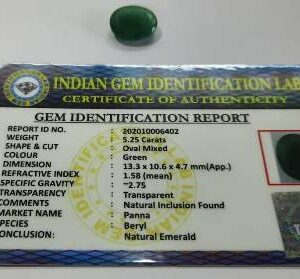 INDIAN GEM IDENTIFICATION LAB
CERTIFICATE OF AUTHENTICITY
GEM IDENTIFICATION REPORT
REPORT ID NO. : 202010006402
WEIGHT : 5.25 Carats
SHAPE & CUT : Oval Mixed
COLOUR : Green
DIMENSION : 13.3 x 10.6 x 4.7 mm(App.)
REFRACTIVE INDEX : 1.58 (mean)
SPECIFIC GRAVITY : ~2.75
TRANSPARENCY : Transparent
COMMENTS : Natural Inclusion Found
MARKET NAME : Panna
SPECIES : Beryl
CONCLUSION: : Natural Emerald